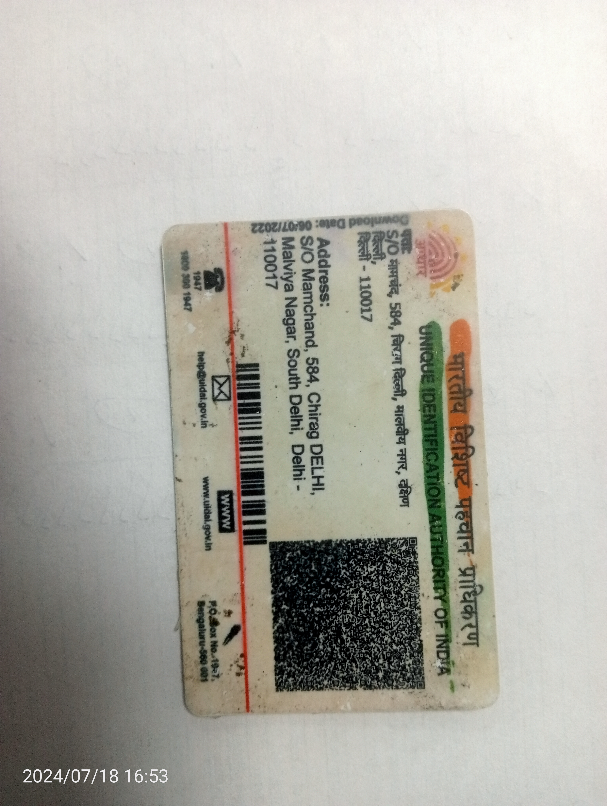 भारतीय विशिष्ट पहचान प्राधिकरण
UNIQUE IDENTIFICATION AUTHORITY OF INDIA
आधार
Download Date: 06/07/2022
पता:
S/O मामचंद, 584, चिराग दिल्ली, मालवीय नगर, दक्षिण
दिल्ली,
दिल्ली - 110017
Address:
S/O Mamchand, 584, Chirag DELHI,
Malviya Nagar, South Delhi, Delhi -
110017
1947
1800 300 1947
help@uidai.gov.in
WWW
www.uidai.gov.in
P.O. Box No. 1947,
Bengaluru-560 001
2024/07/18 16:53